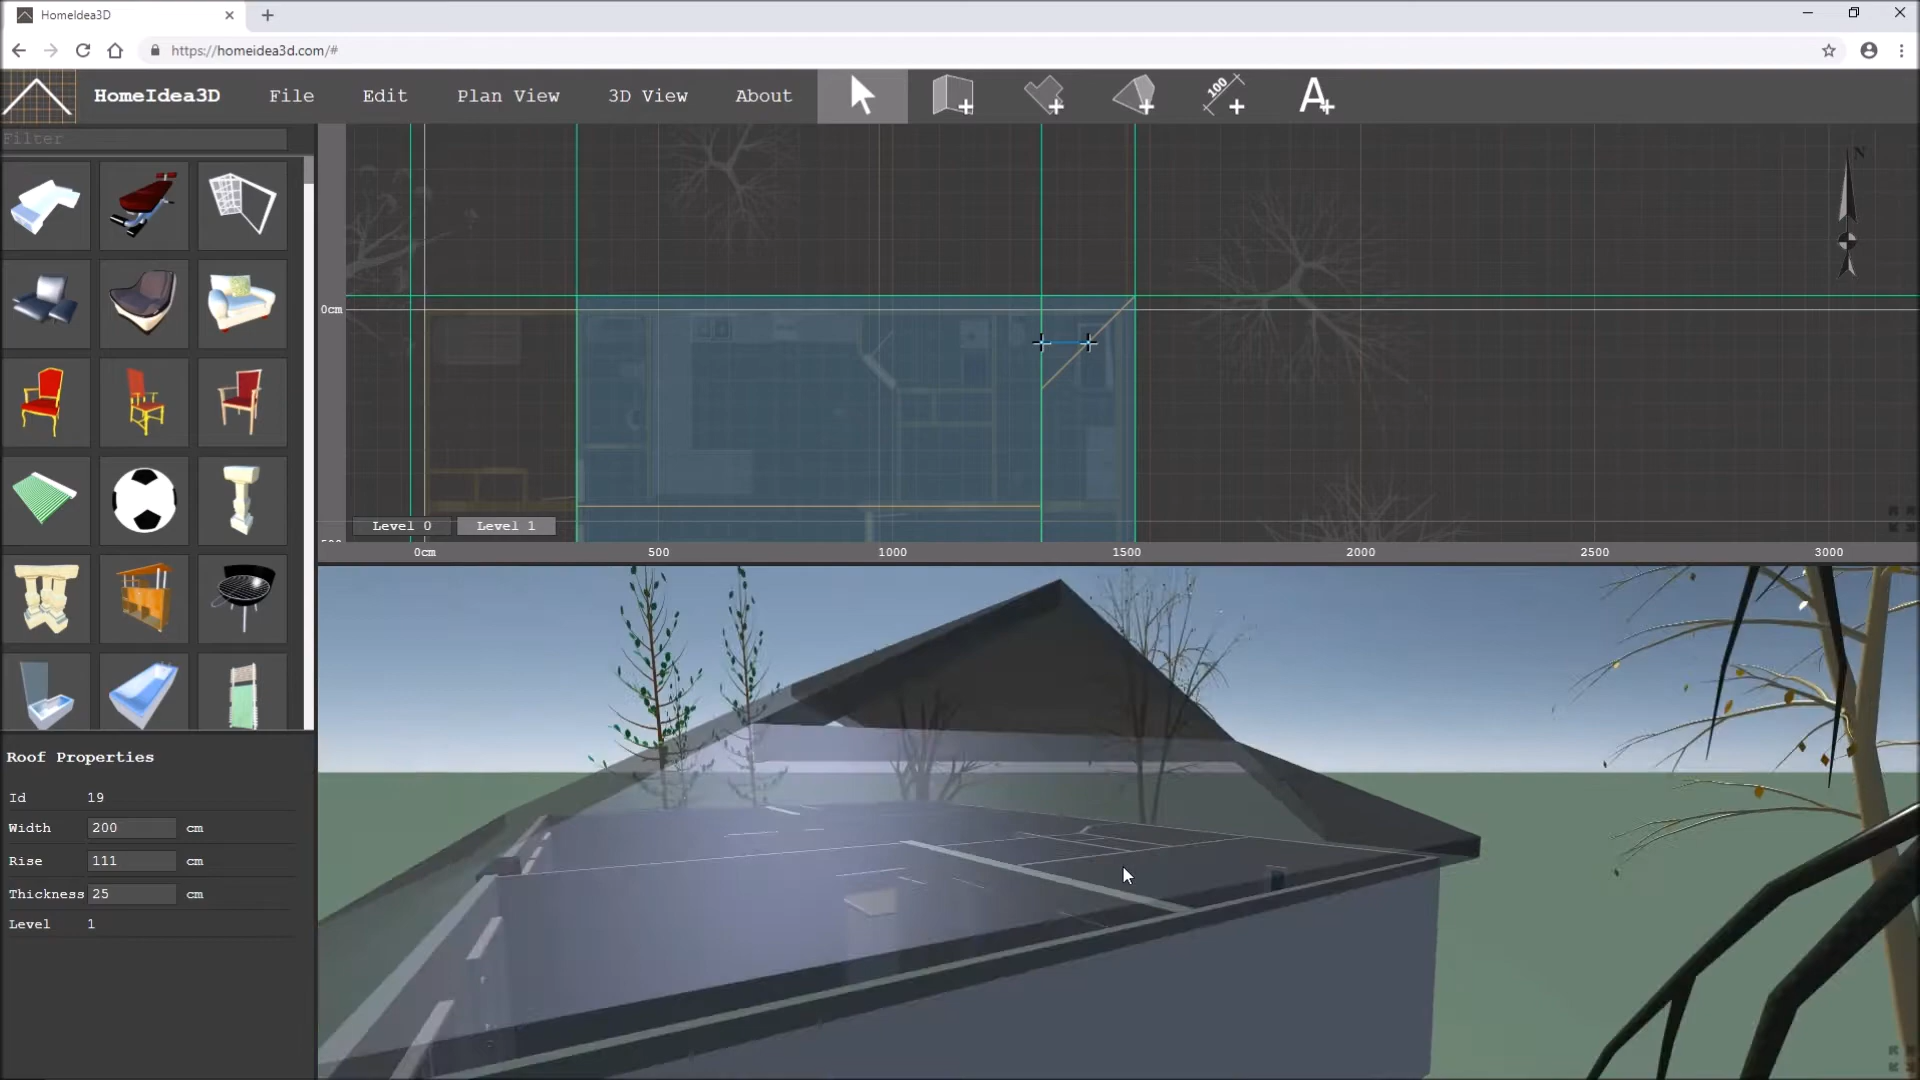 HomeIdea3D
https://homeidea3d.com/#
HomeIdea3D File Edit Plan View 3D View About 100 A
Filter
N
0cm
Level 0 Level 1
0cm 500 1000 1500 2000 2500 3000
Roof Properties
Id 19
Width 200 cm
Rise 111 cm
Thickness 25 cm
Level 1